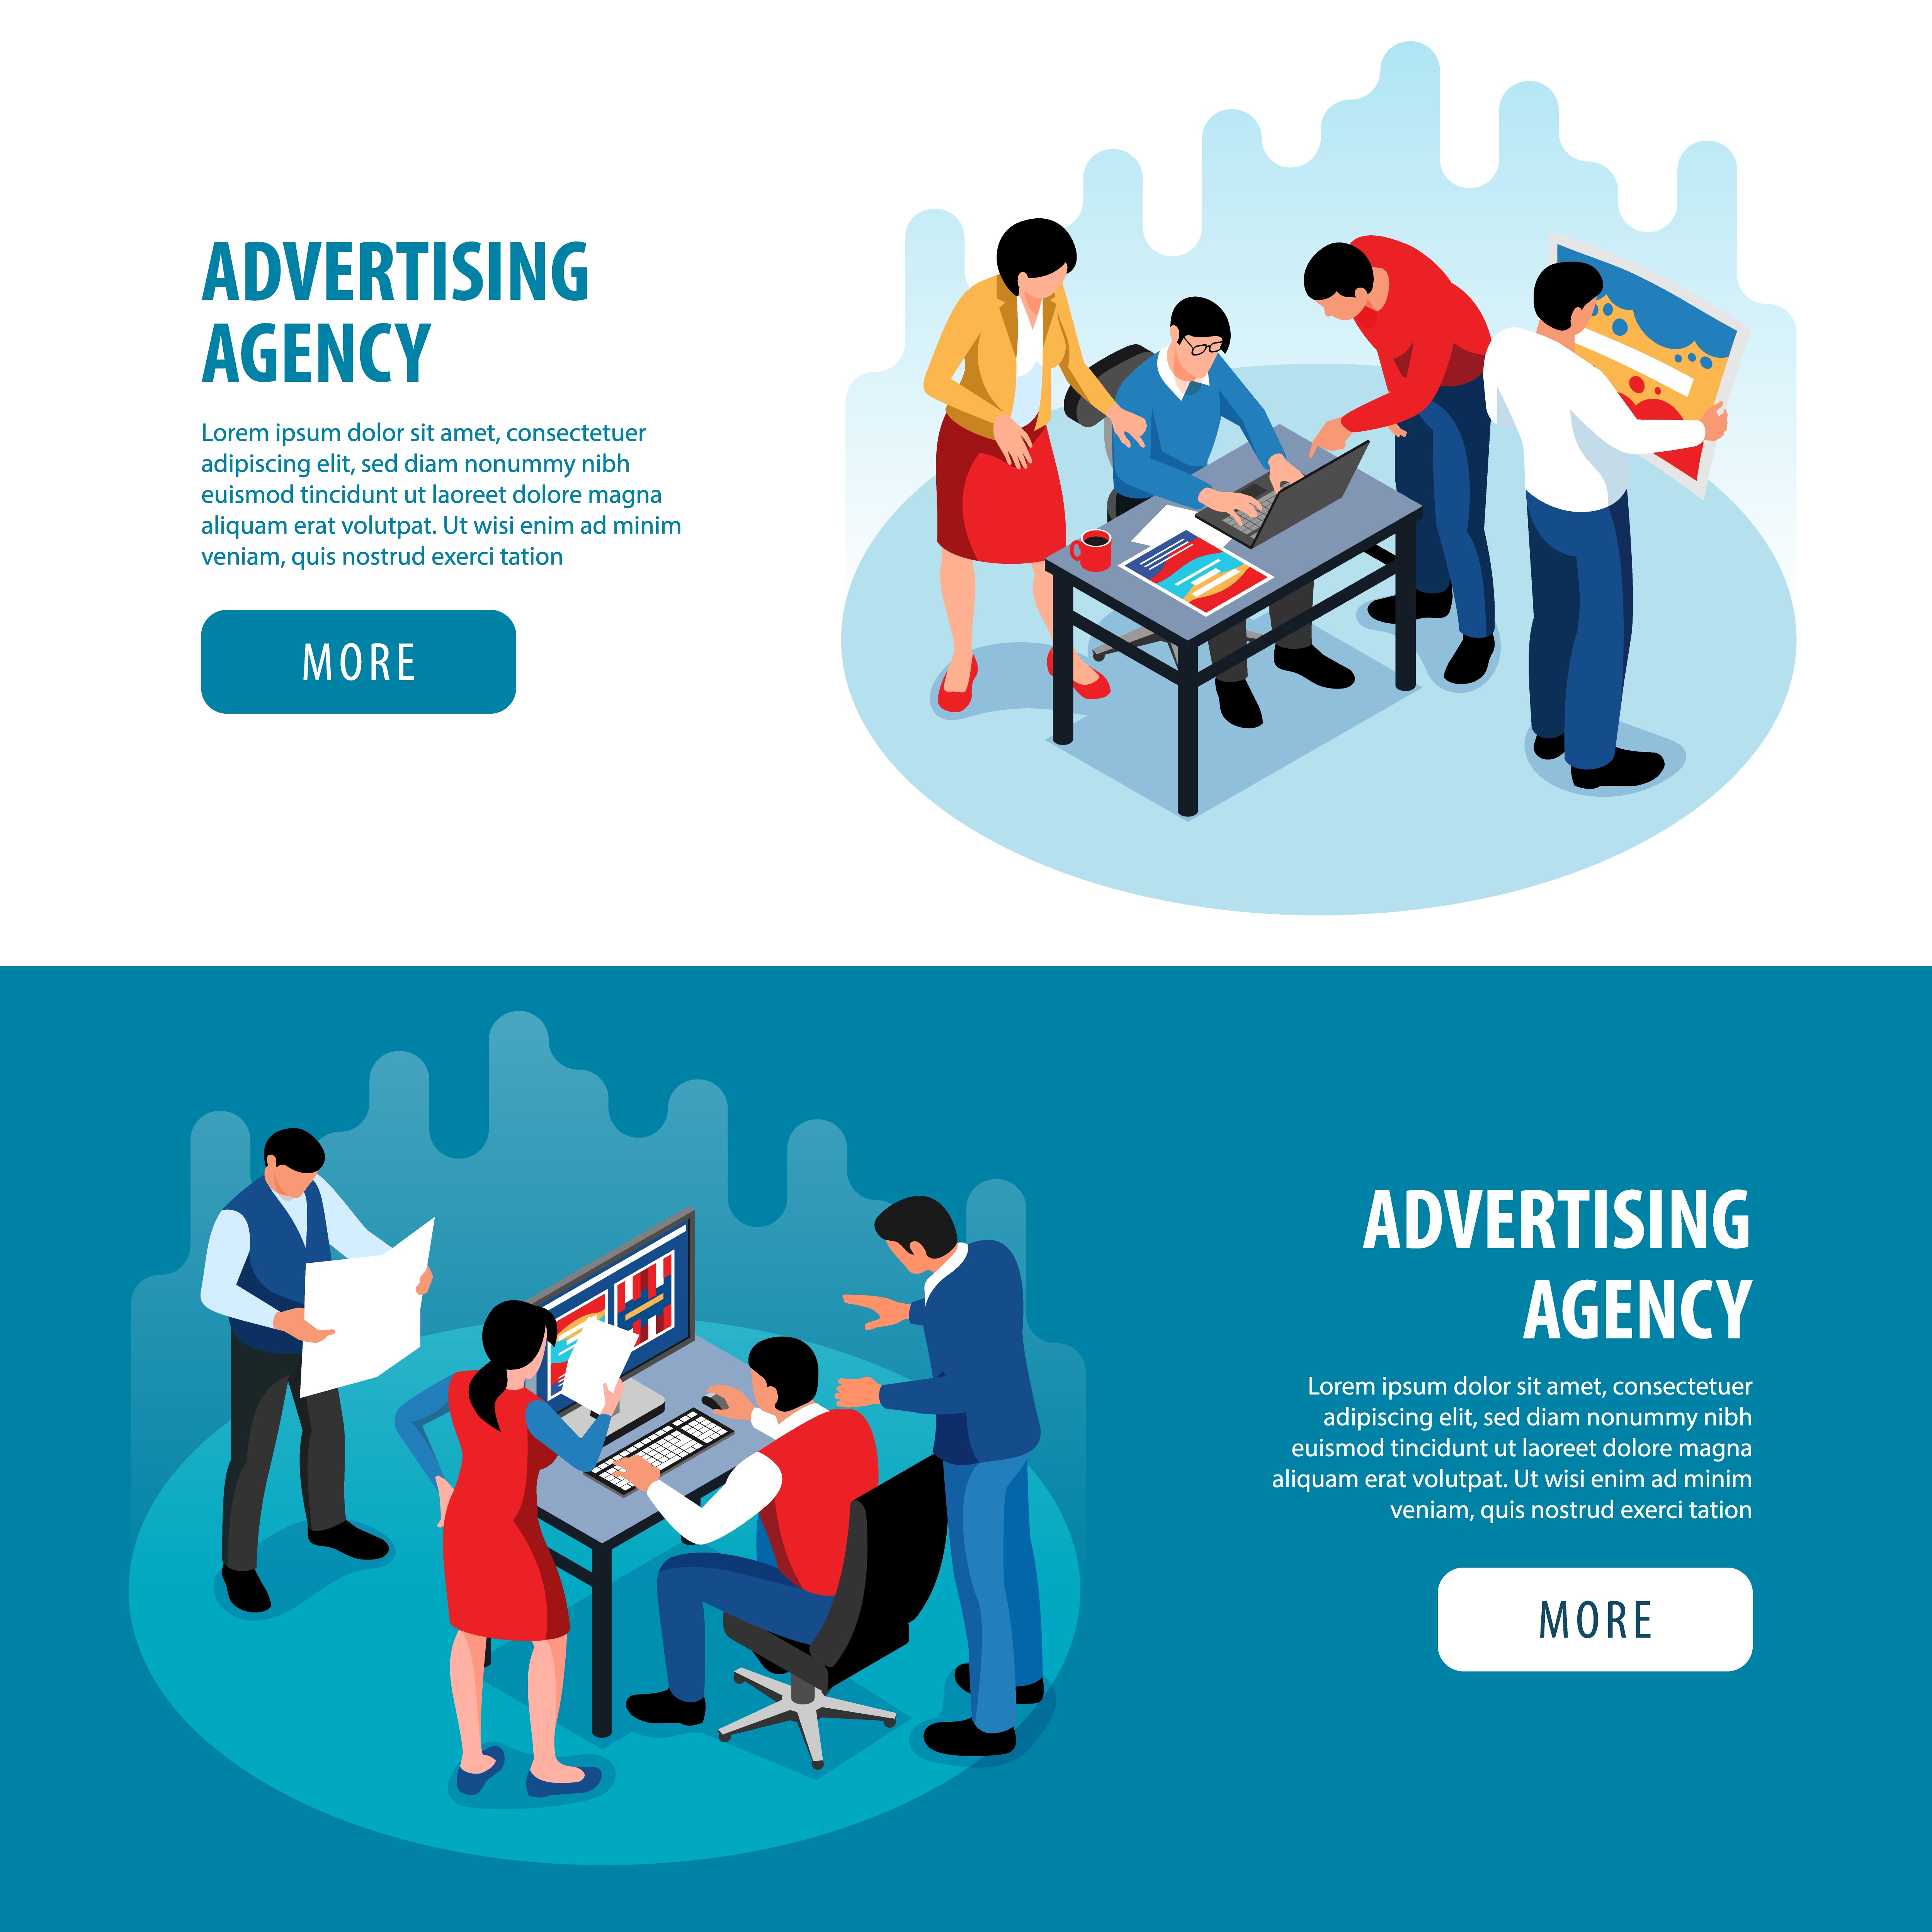 ADVERTISING
AGENCY
Lorem ipsum dolor sit amet, consectetuer
adipiscing elit, sed diam nonummy nibh
euismod tincidunt ut laoreet dolore magna
aliquam erat volutpat. Ut wisi enim ad minim
veniam, quis nostrud exerci tation
MORE
ADVERTISING
AGENCY
Lorem ipsum dolor sit amet, consectetuer
adipiscing elit, sed diam nonummy nibh
euismod tincidunt ut laoreet dolore magna
aliquam erat volutpat. Ut wisi enim ad minim
veniam, quis nostrud exerci tation
MORE